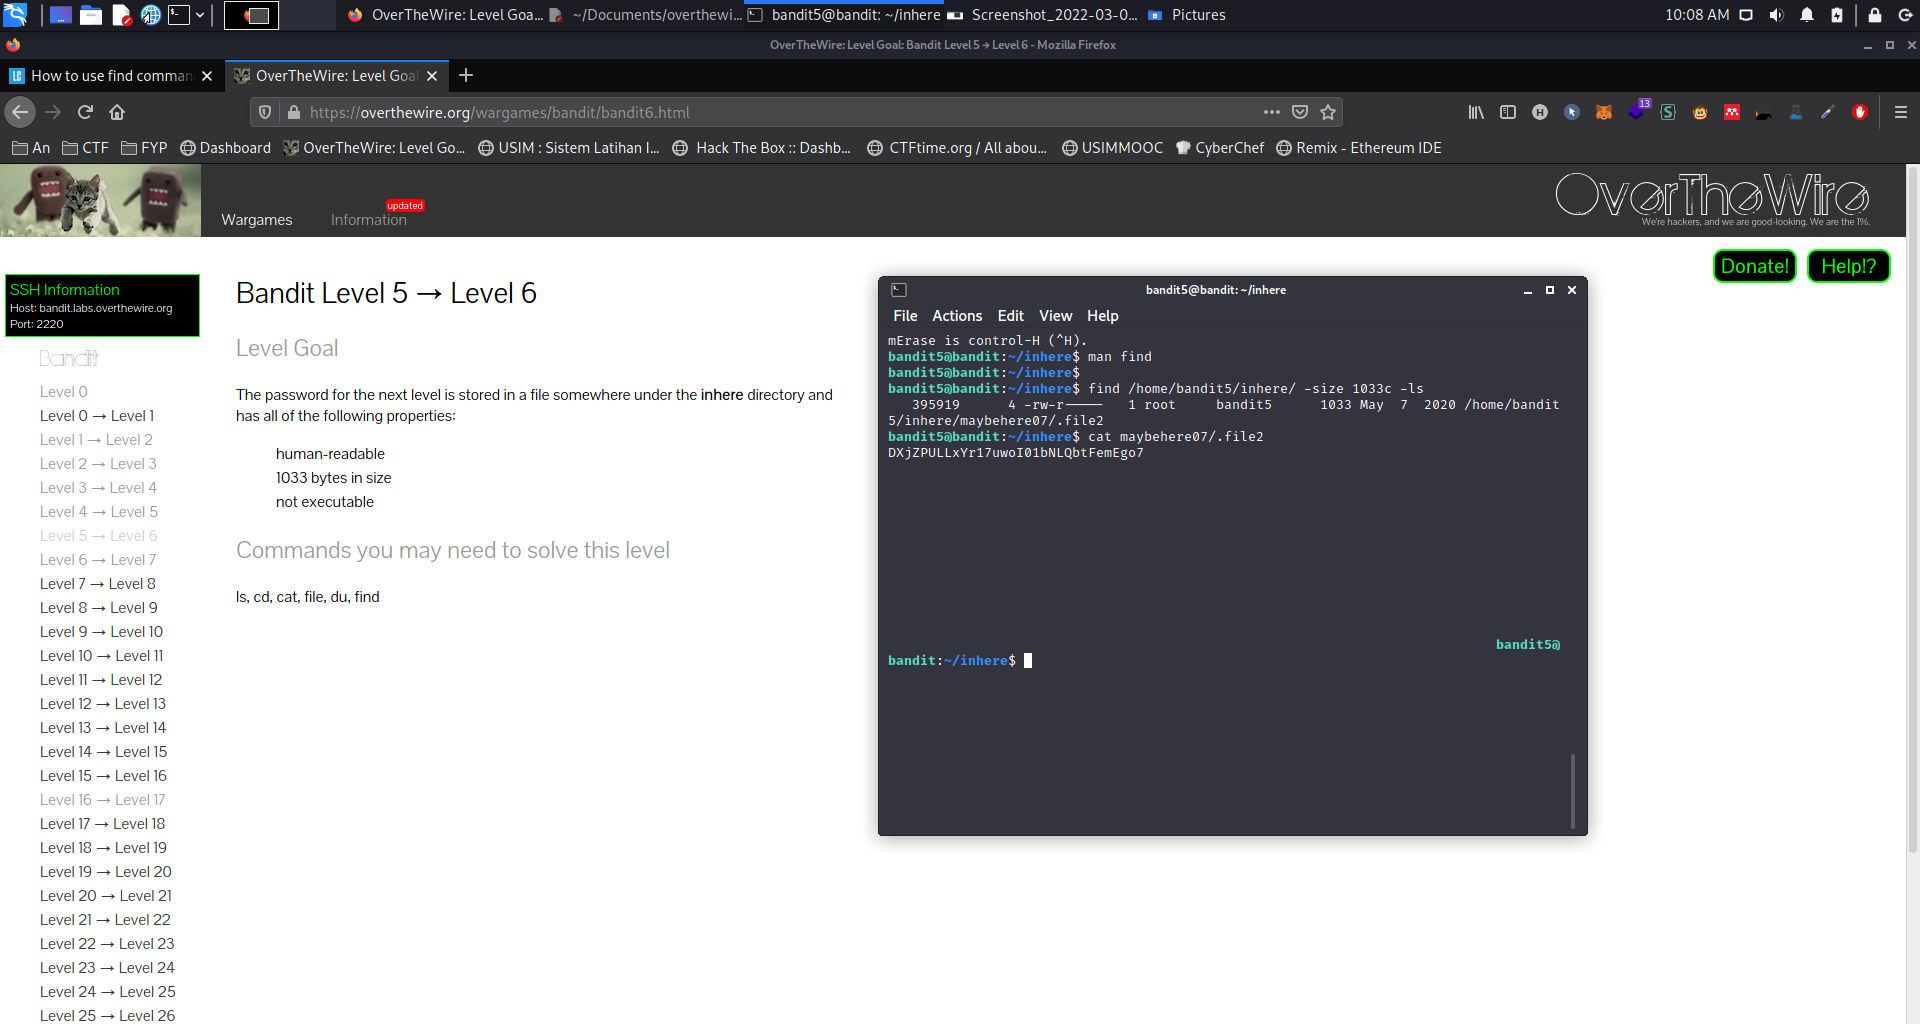 OverTheWire: Level Goa...
~/Documents/overthewi...
bandit5@bandit: ~/inhere
Screenshot_2022-03-0...
Pictures
10:08 AM
OverTheWire: Level Goal: Bandit Level 5 → Level 6 - Mozilla Firefox
How to use find comman
OverTheWire: Level Goal
https://overthewire.org/wargames/bandit/bandit6.html
13
An
CTF
FYP
Dashboard
OverTheWire: Level Go...
USIM : Sistem Latihan I...
Hack The Box :: Dashb...
CTFtime.org / All abou...
USIMMOOC
CyberChef
Remix - Ethereum IDE
Wargames
Information
updated
OverTheWire
We're hackers, and we are good-looking. We are the 1%.
Donate!
Help!?
SSH Information
Host: bandit.labs.overthewire.org
Port: 2220
Bandit
Level 0
Level 0 → Level 1
Level 1 → Level 2
Level 2 → Level 3
Level 3 → Level 4
Level 4 → Level 5
Level 5 → Level 6
Level 6 → Level 7
Level 7 → Level 8
Level 8 → Level 9
Level 9 → Level 10
Level 10 → Level 11
Level 11 → Level 12
Level 12 → Level 13
Level 13 → Level 14
Level 14 → Level 15
Level 15 → Level 16
Level 16 → Level 17
Level 17 → Level 18
Level 18 → Level 19
Level 19 → Level 20
Level 20 → Level 21
Level 21 → Level 22
Level 22 → Level 23
Level 23 → Level 24
Level 24 → Level 25
Level 25 → Level 26
Bandit Level 5 → Level 6
Level Goal
The password for the next level is stored in a file somewhere under the inhere directory and
has all of the following properties:
human-readable
1033 bytes in size
not executable
Commands you may need to solve this level
ls, cd, cat, file, du, find
bandit5@bandit: ~/inhere
File Actions Edit View Help
mErase is control-H (^H).
bandit5@bandit:~/inhere$ man find
bandit5@bandit:~/inhere$
bandit5@bandit:~/inhere$ find /home/bandit5/inhere/ -size 1033c -ls
395919 4 -rw-r----- 1 root bandit5 1033 May 7 2020 /home/bandit
5/inhere/maybehere07/.file2
bandit5@bandit:~/inhere$ cat maybehere07/.file2
DXjZPULLxYr17uwoI01bNLQbtFemEgo7
bandit5@
bandit:~/inhere$